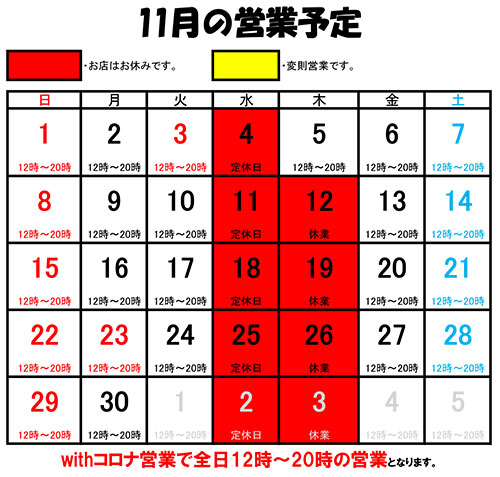 11月の営業予定
・お店はお休みです。 ・変則営業です。
日 月 火 水 木 金 土
1 2 3 4 5 6 7
12時～20時 12時～20時 12時～20時 定休日 12時～20時 12時～20時 12時～20時
8 9 10 11 12 13 14
12時～20時 12時～20時 12時～20時 定休日 休業 12時～20時 12時～20時
15 16 17 18 19 20 21
12時～20時 12時～20時 12時～20時 定休日 休業 12時～20時 12時～20時
22 23 24 25 26 27 28
12時～20時 12時～20時 12時～20時 定休日 休業 12時～20時 12時～20時
29 30 1 2 3 4 5
12時～20時 12時～20時 12時～20時 定休日 休業 12時～20時 12時～20時
withコロナ営業で全日12時～20時の営業となります。